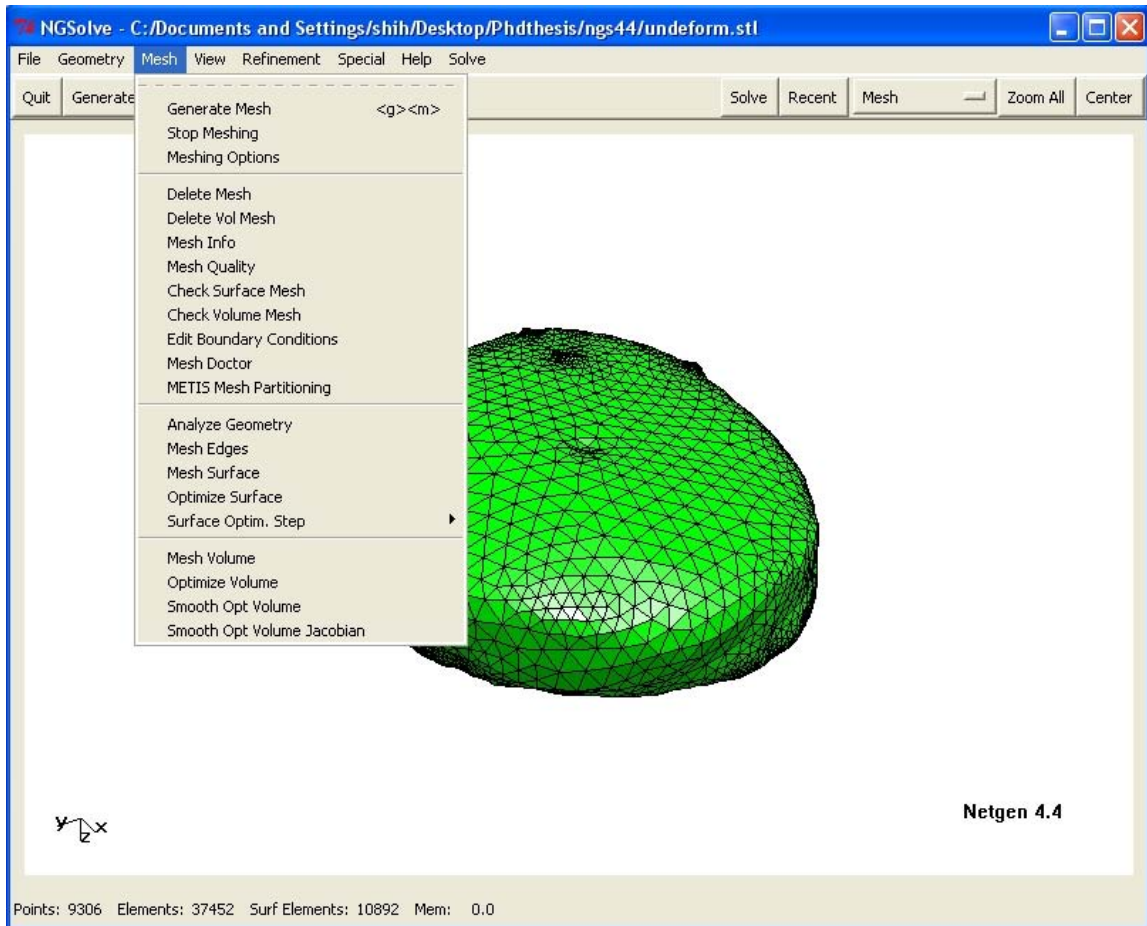 NGSolve - C:/Documents and Settings/shih/Desktop/Phdthesis/ngs44/undeform.stl
File Geometry Mesh View Refinement Special Help Solve
Quit Generate Solve Recent Mesh Zoom All Center
Generate Mesh <g><m>
Stop Meshing
Meshing Options
Delete Mesh
Delete Vol Mesh
Mesh Info
Mesh Quality
Check Surface Mesh
Check Volume Mesh
Edit Boundary Conditions
Mesh Doctor
METIS Mesh Partitioning
Analyze Geometry
Mesh Edges
Mesh Surface
Optimize Surface
Surface Optim. Step
Mesh Volume
Optimize Volume
Smooth Opt Volume
Smooth Opt Volume Jacobian
Netgen 4.4
y z x
Points: 9306 Elements: 37452 Surf Elements: 10892 Mem: 0.0